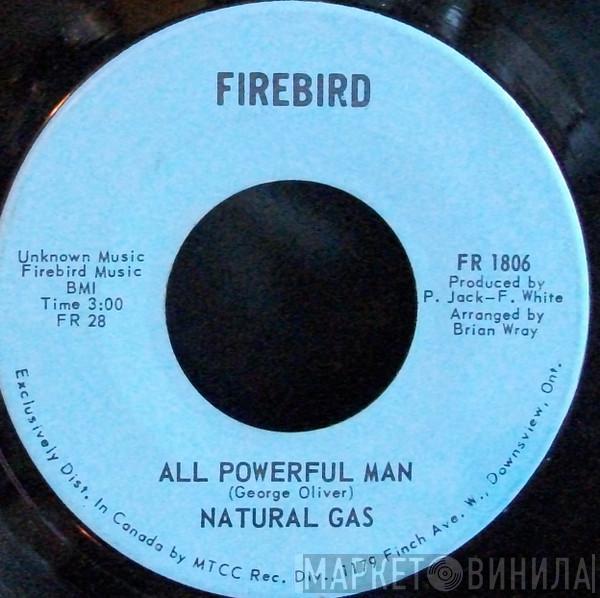 FIREBIRD
Unknown Music
Firebird Music
BMI
Time 3:00
FR 28
FR 1806
Produced by
P. Jack-F. White
Arranged by
Brian Wray
ALL POWERFUL MAN
(George Oliver)
NATURAL GAS
Exclusively Dist. In Canada by MTCC Rec. Div., 1179 Finch Ave. W., Downsview, Ont.
МАРКЕТ ВИНИЛА